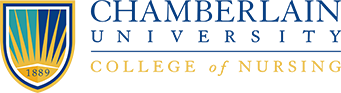 CHAMBERLAIN
UNIVERSITY
COLLEGE of NURSING
1889